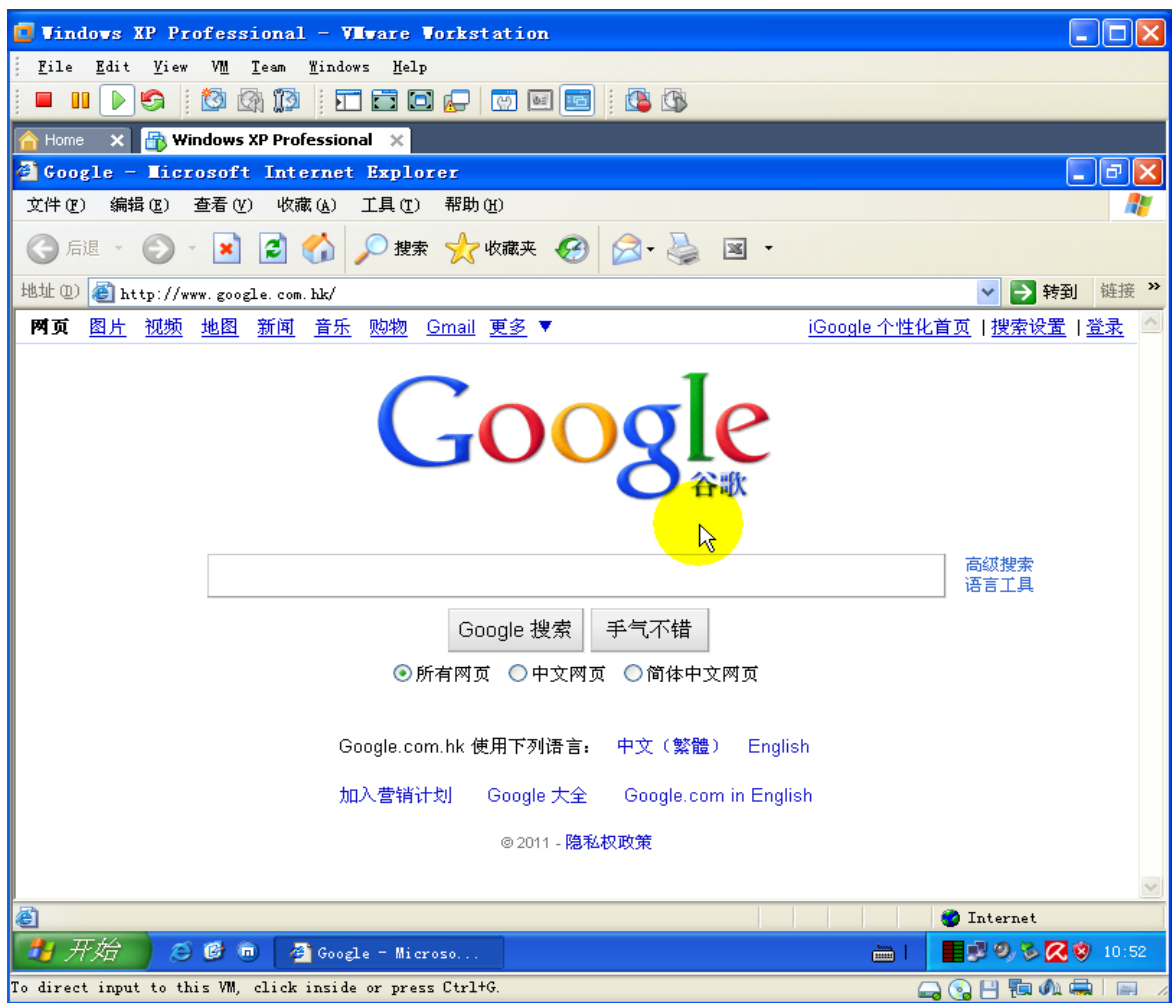 Windows XP Professional - VMware Workstation
File Edit View VM Team Windows Help
Home Windows XP Professional
Google - Microsoft Internet Explorer
文件(F) 编辑(E) 查看(V) 收藏(A) 工具(T) 帮助(H)
后退 搜索 收藏夹
地址(D) http://www.google.com.hk/ 转到 链接 »
网页 图片 视频 地图 新闻 音乐 购物 Gmail 更多 ▼ iGoogle 个性化首页 | 搜索设置 | 登录
Google
谷歌
高级搜索
语言工具
Google 搜索 手气不错
所有网页 中文网页 简体中文网页
Google.com.hk 使用下列语言： 中文（繁體） English
加入营销计划 Google 大全 Google.com in English
© 2011 - 隐私权政策
Internet
开始 Google - Microso... 10:52
To direct input to this VM, click inside or press Ctrl+G.